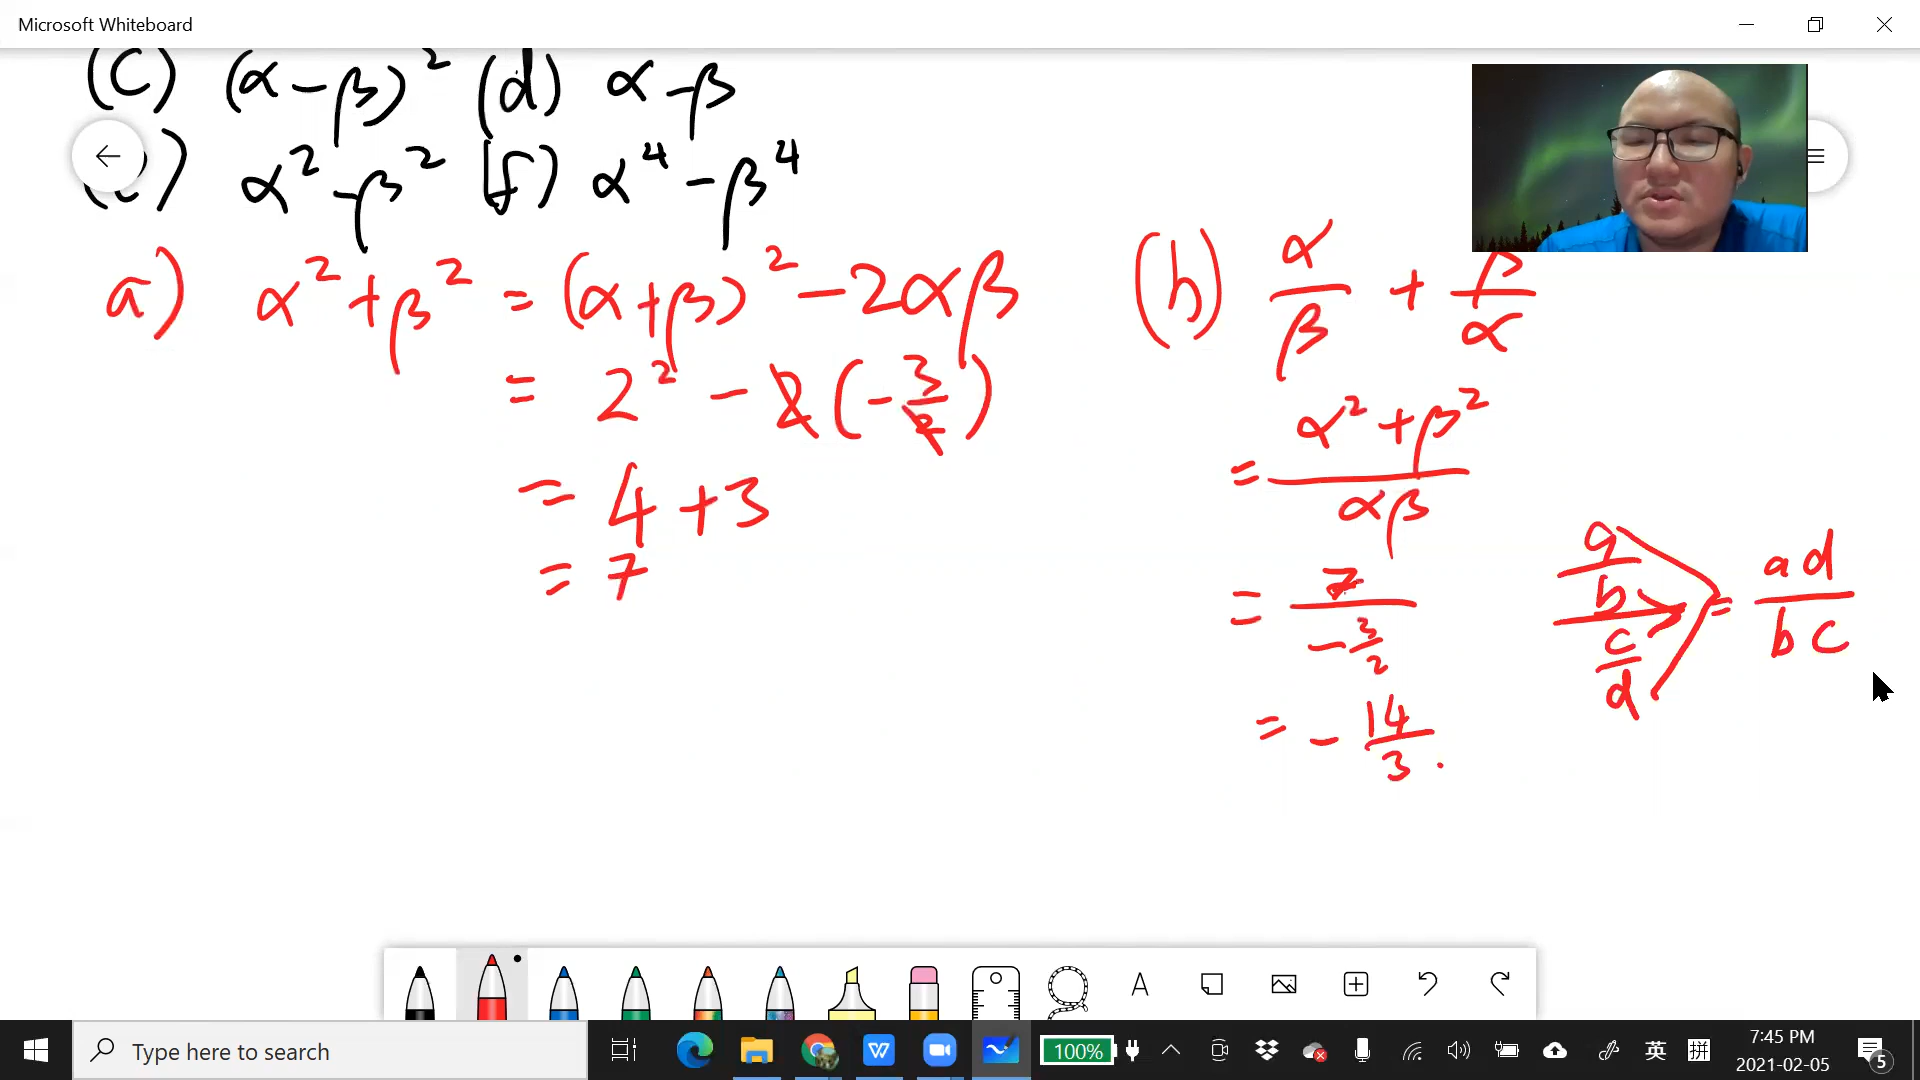 Microsoft Whiteboard
(c) (α-β)² (d) α-β
α²-β² (f) α⁴-β⁴
a) α²+β² = (α+β)² - 2αβ
= 2² - 2(-3/2)
= 4+3
= 7
(b) α/β + β/α
= (α²+β²)/αβ
= 7/(-3/2)
= -14/3.
(a/b)/(c/d) = ad/bc
A
Type here to search
100%
英
拼
7:45 PM
2021-02-05
5